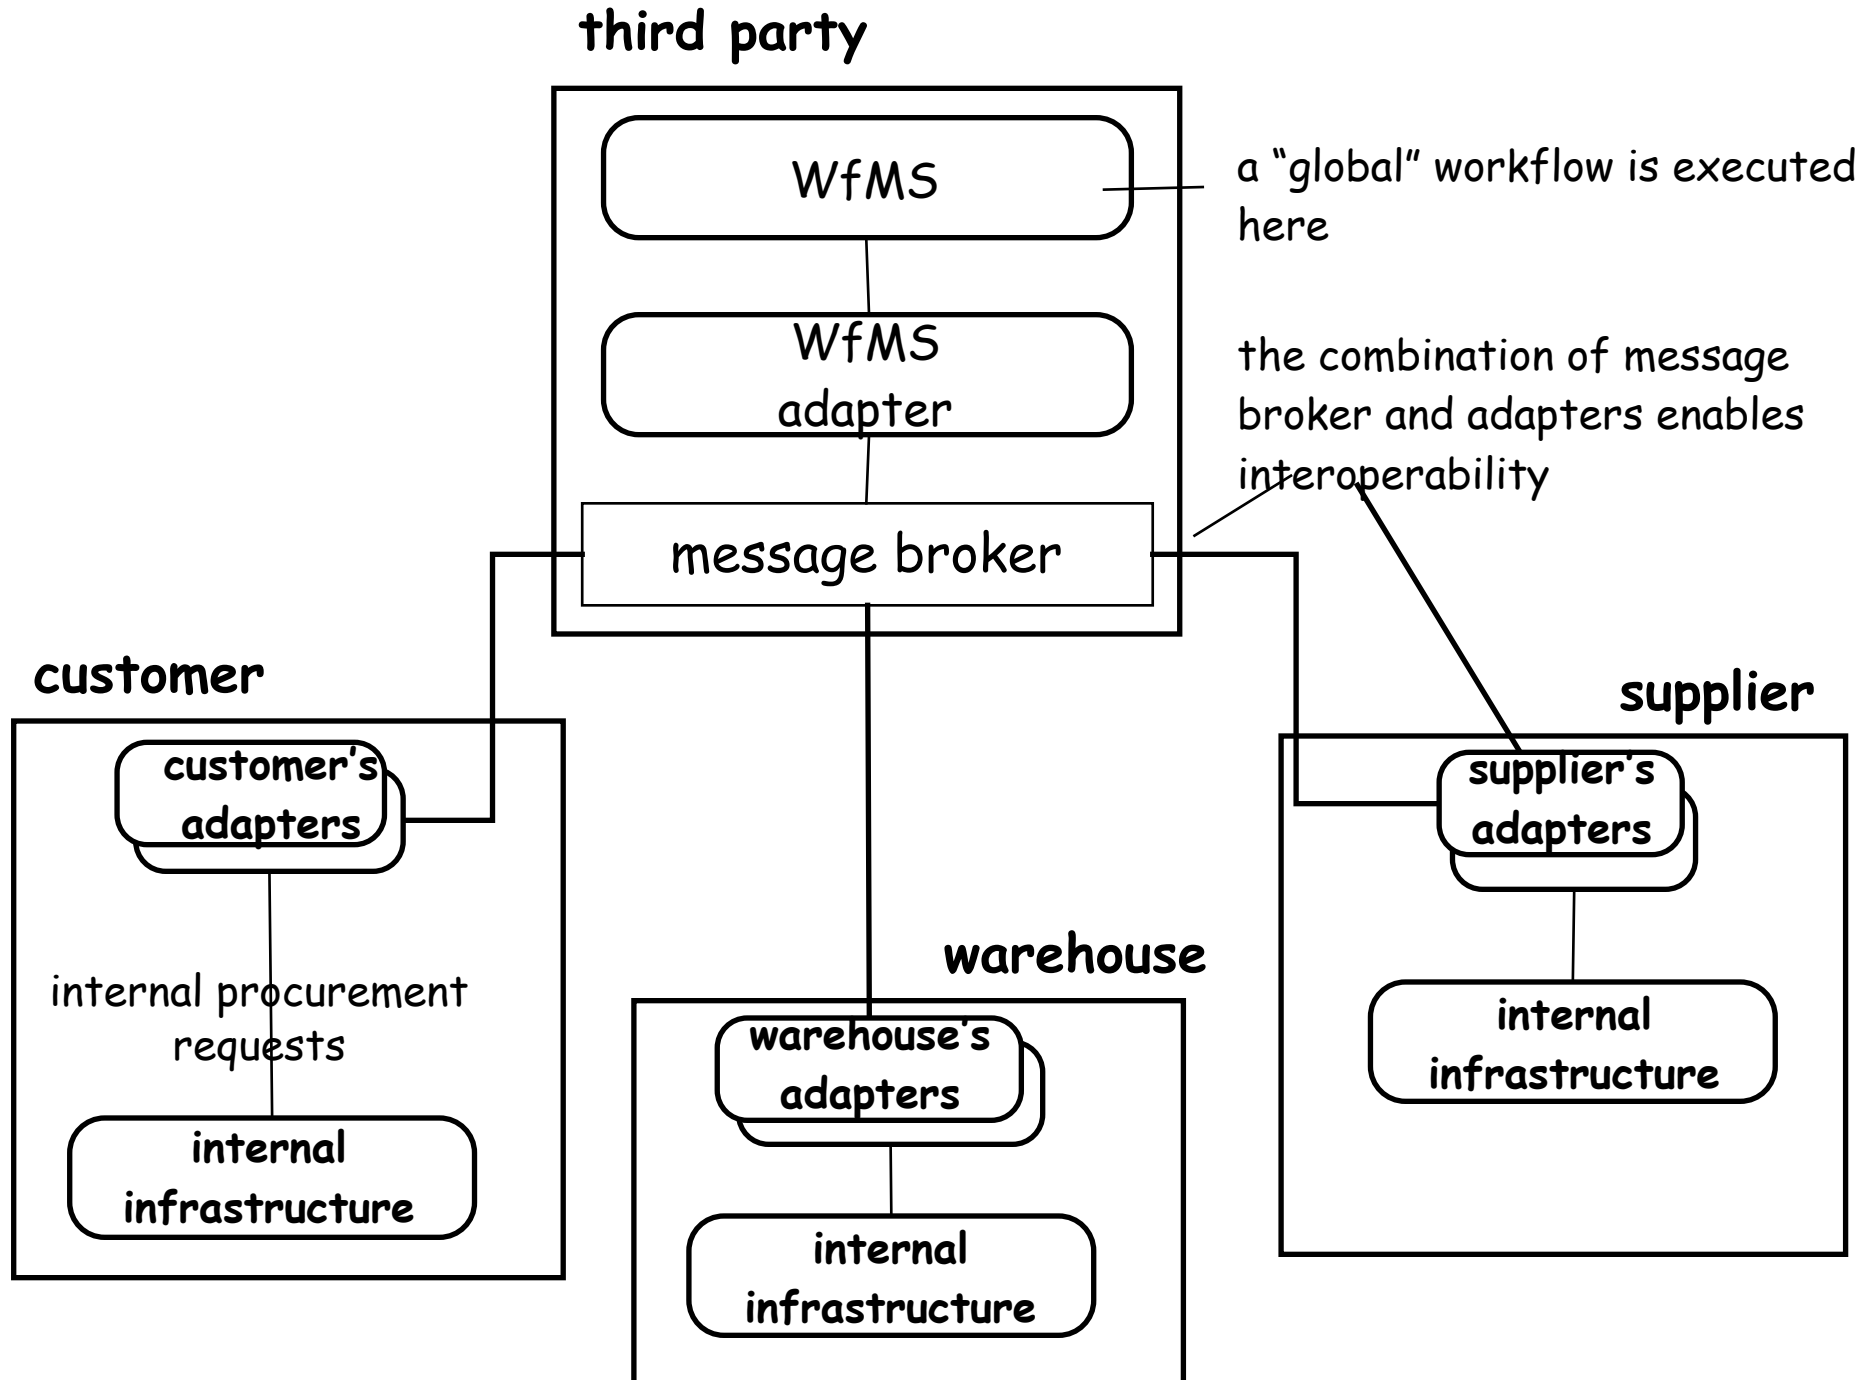 third party
WfMS
a “global” workflow is executed
here
WfMS
adapter
the combination of message
broker and adapters enables
interoperability
message broker
customer
customer’s
adapters
internal procurement
requests
internal
infrastructure
warehouse
warehouse’s
adapters
internal
infrastructure
supplier
supplier’s
adapters
internal
infrastructure